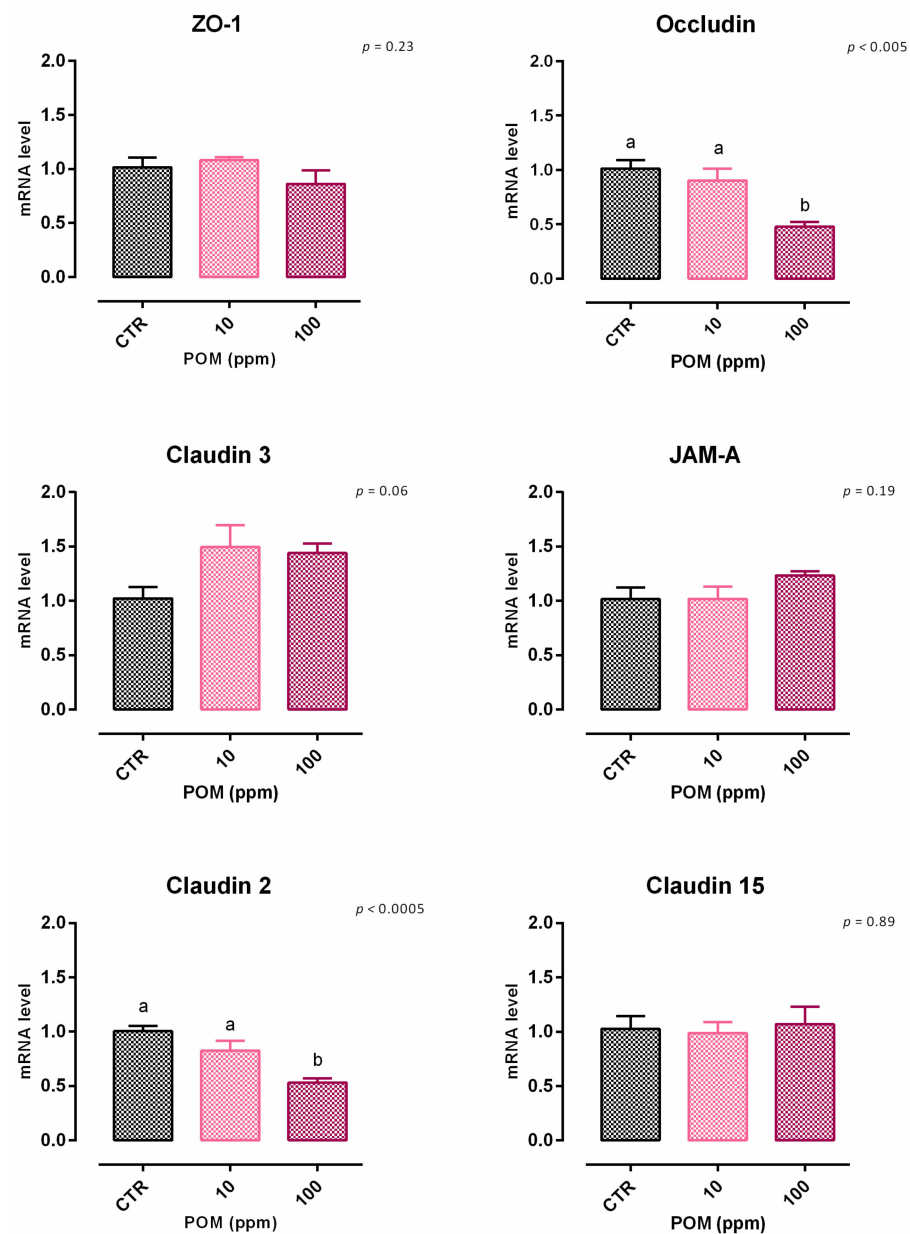 ZO-1
p = 0.23
2.0
1.5
1.0
0.5
0.0
mRNA level
CTR
10
100
POM (ppm)
Occludin
p < 0.005
2.0
1.5
1.0
0.5
0.0
mRNA level
a
a
b
CTR
10
100
POM (ppm)
Claudin 3
p = 0.06
2.0
1.5
1.0
0.5
0.0
mRNA level
CTR
10
100
POM (ppm)
JAM-A
p = 0.19
2.0
1.5
1.0
0.5
0.0
mRNA level
CTR
10
100
POM (ppm)
Claudin 2
p < 0.0005
2.0
1.5
1.0
0.5
0.0
mRNA level
a
a
b
CTR
10
100
POM (ppm)
Claudin 15
p = 0.89
2.0
1.5
1.0
0.5
0.0
mRNA level
CTR
10
100
POM (ppm)